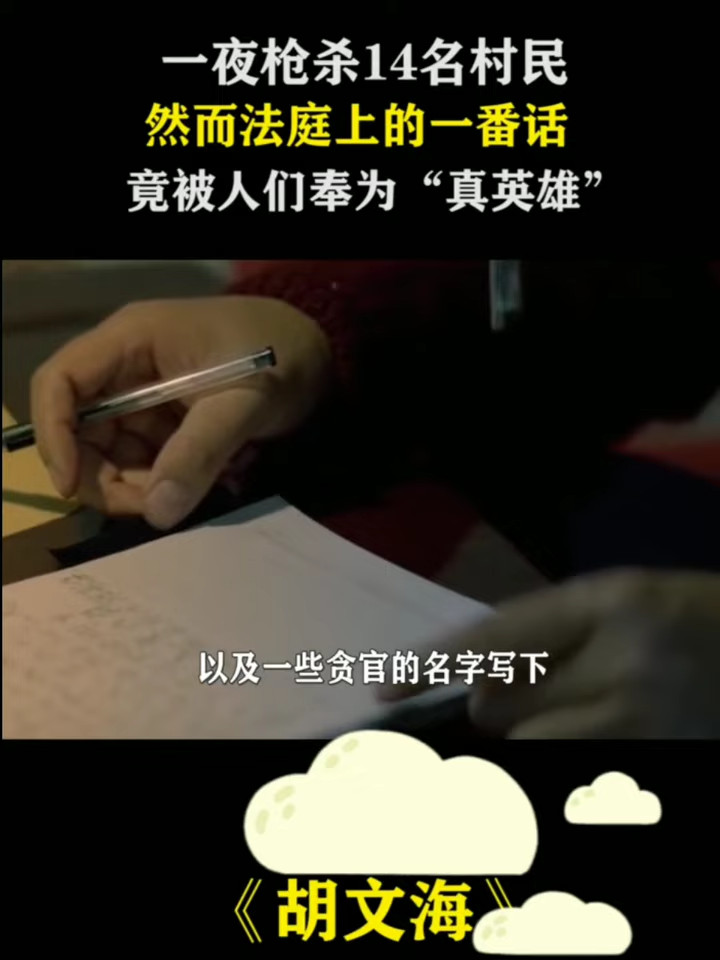 一夜枪杀14名村民
然而法庭上的一番话
竟被人们奉为“真英雄”
以及一些贪官的名字写下
《胡文海》